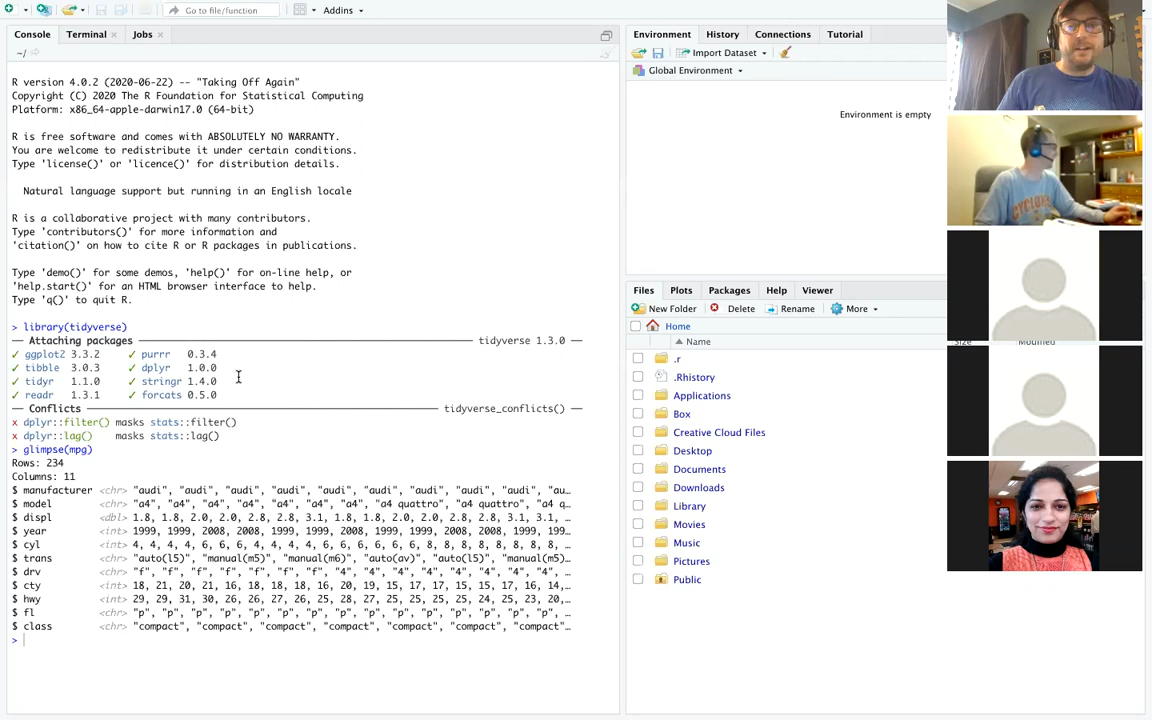 Go to file/function
Addins
Console
Terminal
Jobs
~/
R version 4.0.2 (2020-06-22) -- "Taking Off Again"
Copyright (C) 2020 The R Foundation for Statistical Computing
Platform: x86_64-apple-darwin17.0 (64-bit)
R is free software and comes with ABSOLUTELY NO WARRANTY.
You are welcome to redistribute it under certain conditions.
Type 'license()' or 'licence()' for distribution details.
Natural language support but running in an English locale
R is a collaborative project with many contributors.
Type 'contributors()' for more information and
'citation()' on how to cite R or R packages in publications.
Type 'demo()' for some demos, 'help()' for on-line help, or
'help.start()' for an HTML browser interface to help.
Type 'q()' to quit R.
> library(tidyverse)
— Attaching packages ——— tidyverse 1.3.0 —
✓ ggplot2 3.3.2 ✓ purrr 0.3.4
✓ tibble 3.0.3 ✓ dplyr 1.0.0
✓ tidyr 1.1.0 ✓ stringr 1.4.0
✓ readr 1.3.1 ✓ forcats 0.5.0
— Conflicts ——— tidyverse_conflicts() —
x dplyr::filter() masks stats::filter()
x dplyr::lag() masks stats::lag()
> glimpse(mpg)
Rows: 234
Columns: 11
$ manufacturer <chr> "audi", "audi", "audi", "audi", "audi", "audi", "audi", "audi", "audi", "au…
$ model <chr> "a4", "a4", "a4", "a4", "a4", "a4", "a4", "a4 quattro", "a4 quattro", "a4 q…
$ displ <dbl> 1.8, 1.8, 2.0, 2.0, 2.8, 2.8, 3.1, 1.8, 1.8, 2.0, 2.0, 2.8, 2.8, 3.1, 3.1, …
$ year <int> 1999, 1999, 2008, 2008, 1999, 1999, 2008, 1999, 1999, 2008, 2008, 1999, 199…
$ cyl <int> 4, 4, 4, 4, 6, 6, 6, 4, 4, 4, 4, 6, 6, 6, 6, 6, 6, 8, 8, 8, 8, 8, 8, 8, 8, …
$ trans <chr> "auto(l5)", "manual(m5)", "manual(m6)", "auto(av)", "auto(l5)", "manual(m5)…
$ drv <chr> "f", "f", "f", "f", "f", "f", "f", "4", "4", "4", "4", "4", "4", "4", "4", …
$ cty <int> 18, 21, 20, 21, 16, 18, 18, 18, 16, 20, 19, 15, 17, 17, 15, 15, 17, 16, 14,…
$ hwy <int> 29, 29, 31, 30, 26, 26, 27, 26, 25, 28, 27, 25, 25, 25, 25, 24, 25, 23, 20,…
$ fl <chr> "p", "p", "p", "p", "p", "p", "p", "p", "p", "p", "p", "p", "p", "p", "p", …
$ class <chr> "compact", "compact", "compact", "compact", "compact", "compact", "compact"…
>
Environment
History
Connections
Tutorial
Import Dataset
Global Environment
Environment is empty
Files
Plots
Packages
Help
Viewer
New Folder
Delete
Rename
More
Home
Name
.r
.Rhistory
Applications
Box
Creative Cloud Files
Desktop
Documents
Downloads
Library
Movies
Music
Pictures
Public
CYCLONES